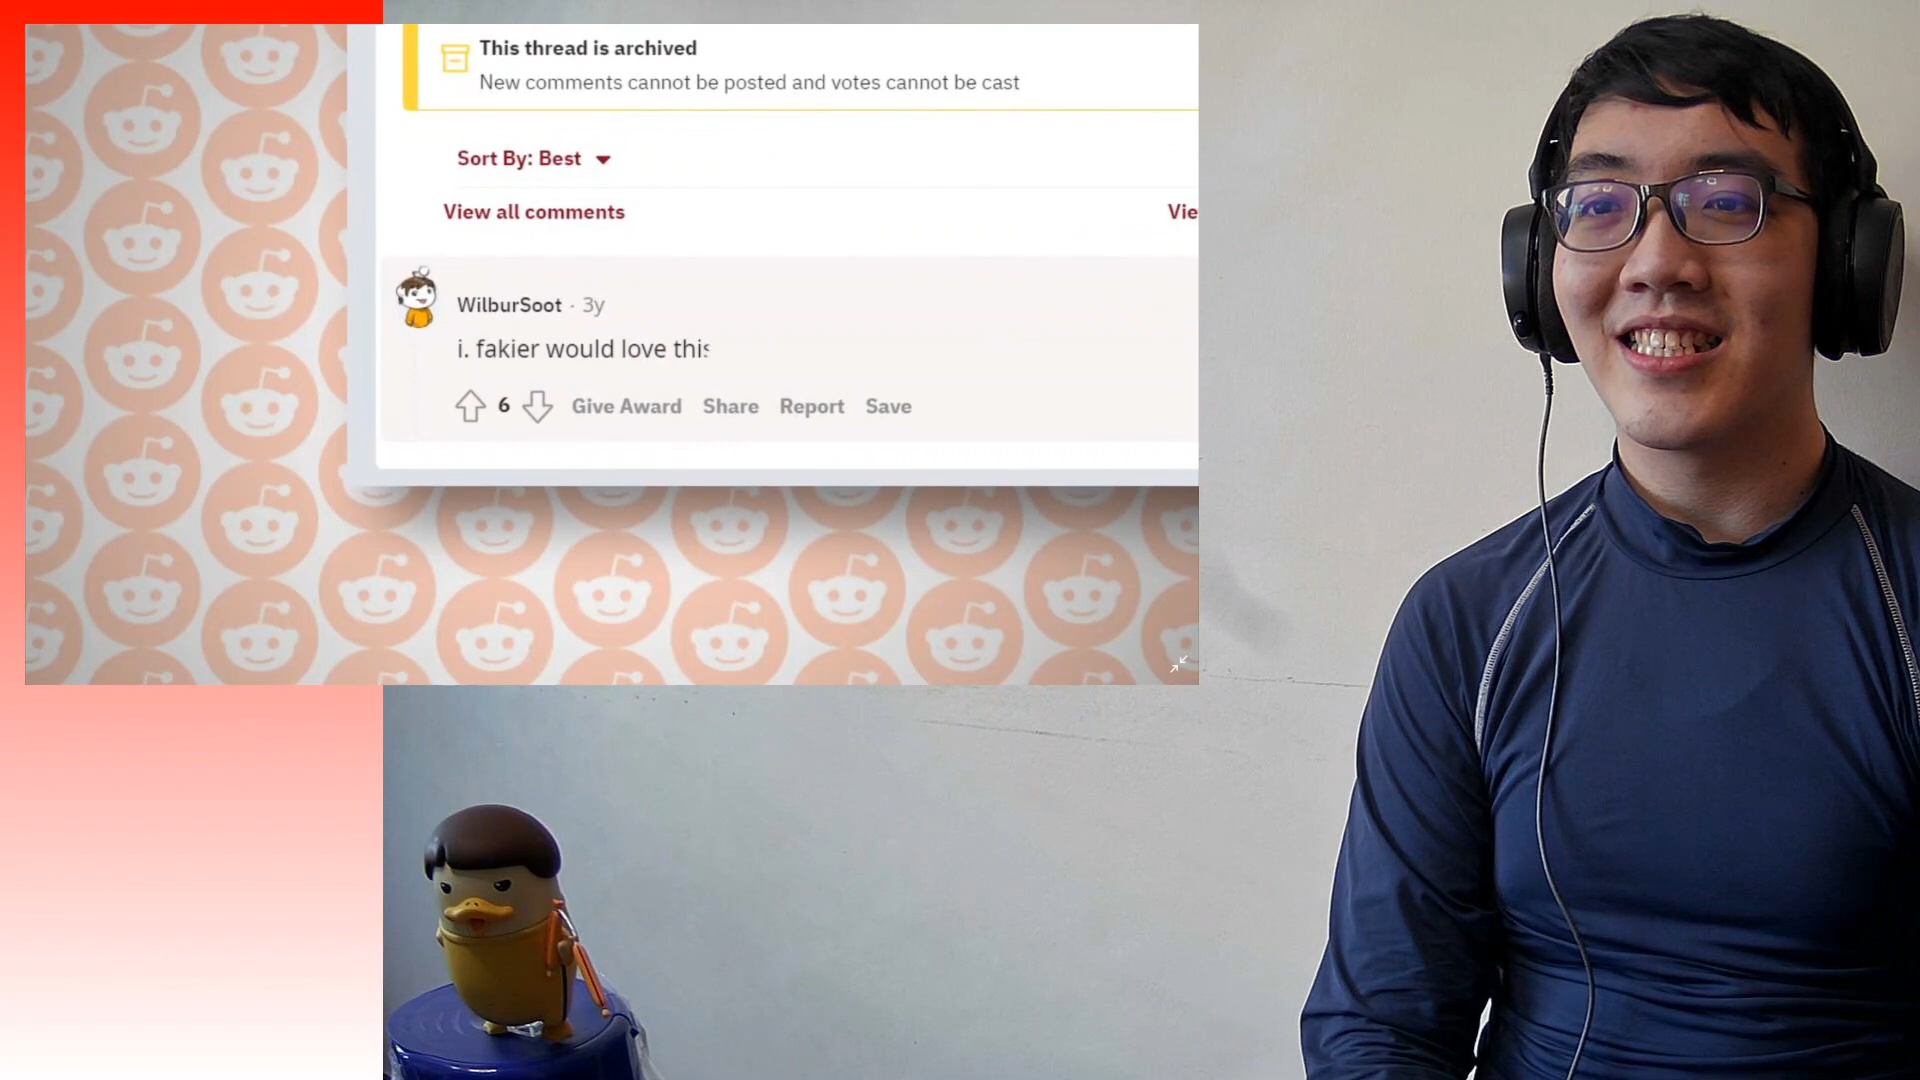 This thread is archived
New comments cannot be posted and votes cannot be cast
Sort By: Best
View all comments
Vie
WilburSoot · 3y
i. fakier would love this
6 Give Award Share Report Save